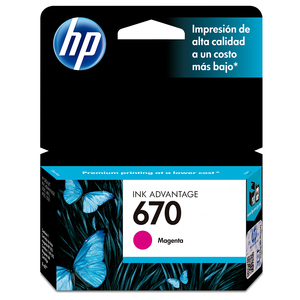 hp
Impresión de
alta calidad
a un costo
más bajo*
Premium printing at a lower cost*
INK ADVANTAGE
670
Magenta